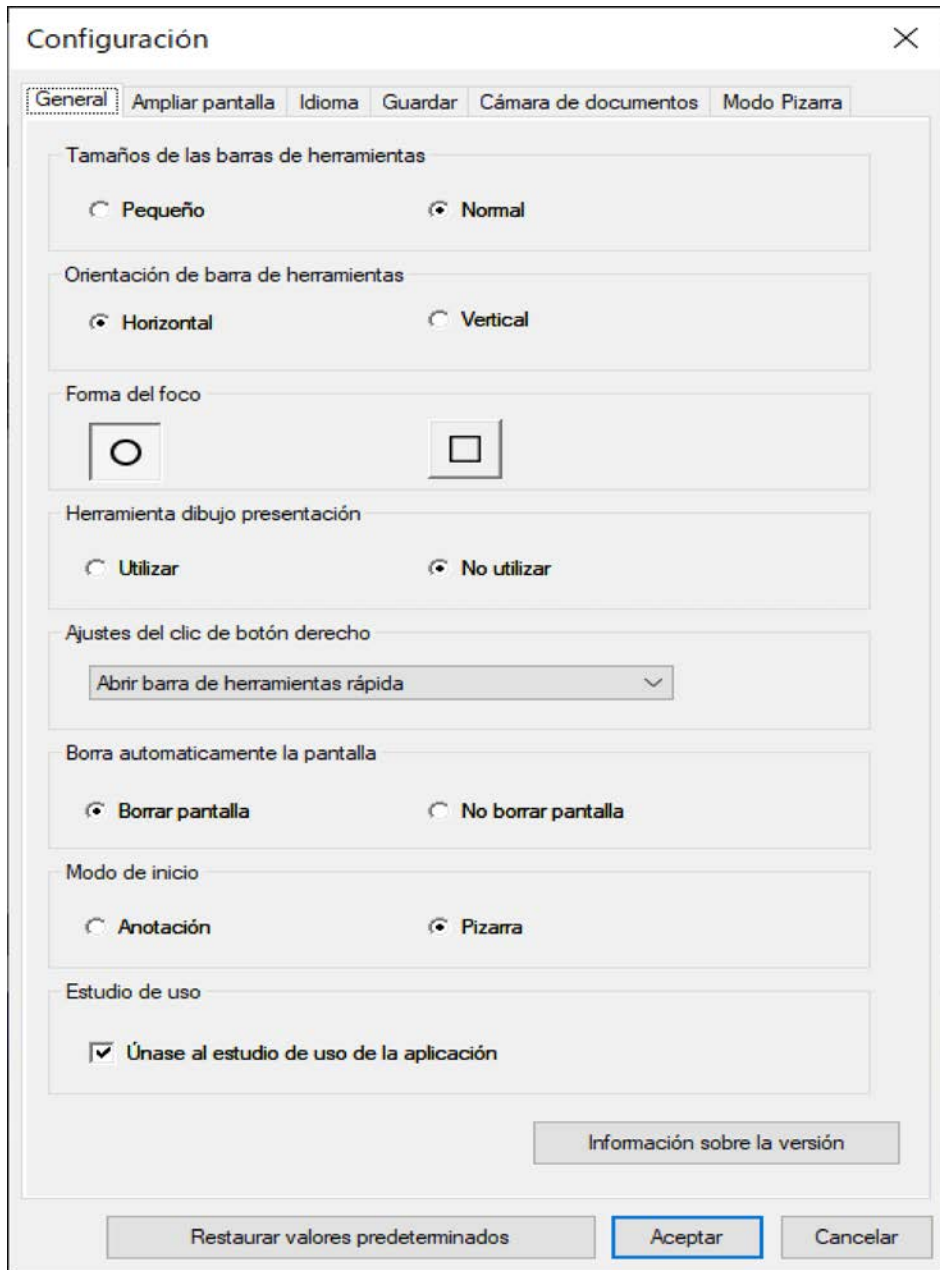 Configuración
General Ampliar pantalla Idioma Guardar Cámara de documentos Modo Pizarra
Tamaños de las barras de herramientas
Pequeño Normal
Orientación de barra de herramientas
Horizontal Vertical
Forma del foco
Herramienta dibujo presentación
Utilizar No utilizar
Ajustes del clic de botón derecho
Abrir barra de herramientas rápida
Borra automaticamente la pantalla
Borrar pantalla No borrar pantalla
Modo de inicio
Anotación Pizarra
Estudio de uso
Únase al estudio de uso de la aplicación
Información sobre la versión
Restaurar valores predeterminados Aceptar Cancelar